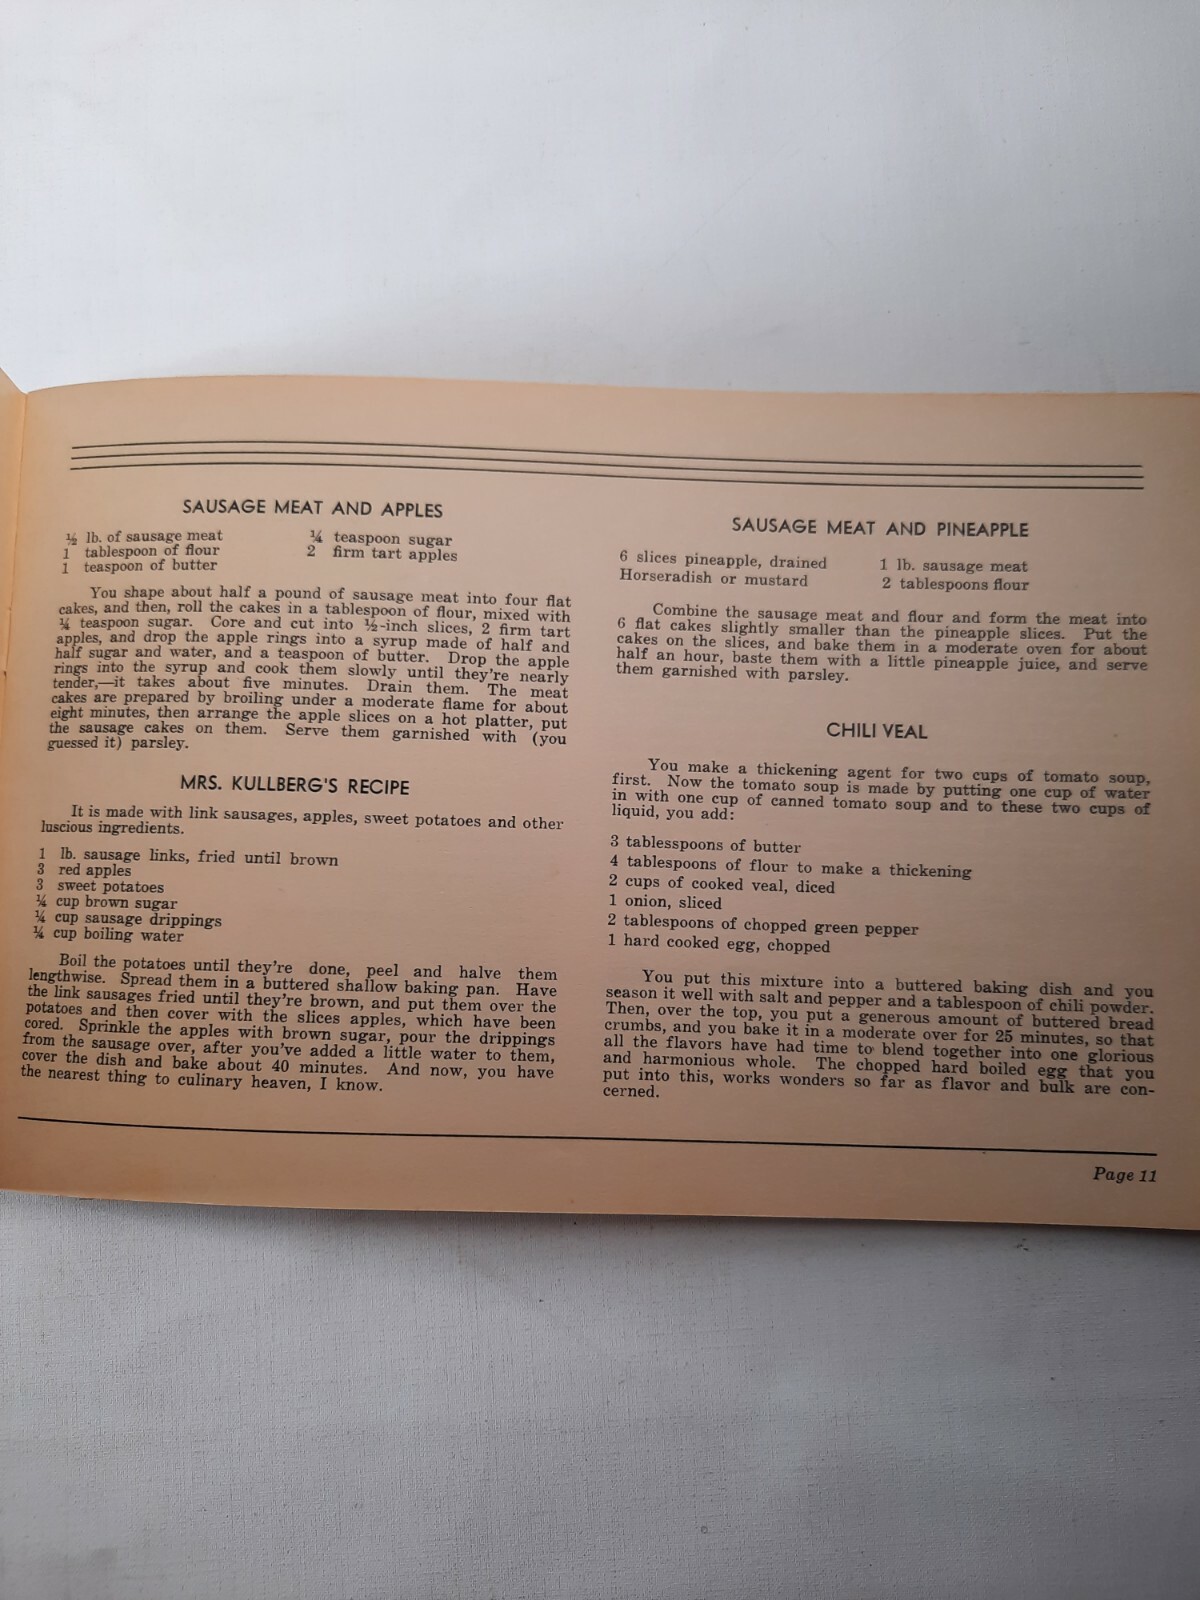 SAUSAGE MEAT AND APPLES
½ lb. of sausage meat
1 tablespoon of flour
1 teaspoon of butter
¼ teaspoon sugar
2 firm tart apples
You shape about half a pound of sausage meat into four flat
cakes, and then, roll the cakes in a tablespoon of flour, mixed with
¼ teaspoon sugar. Core and cut into ½-inch slices, 2 firm tart
apples, and drop the apple rings into a syrup made of half and
half sugar and water, and a teaspoon of butter. Drop the apple
rings into the syrup and cook them slowly until they're nearly
tender,—it takes about five minutes. Drain them. The meat
cakes are prepared by broiling under a moderate flame for about
eight minutes, then arrange the apple slices on a hot platter, put
the sausage cakes on them. Serve them garnished with (you
guessed it) parsley.
MRS. KULLBERG'S RECIPE
It is made with link sausages, apples, sweet potatoes and other
luscious ingredients.
1 lb. sausage links, fried until brown
3 red apples
3 sweet potatoes
¼ cup brown sugar
¼ cup sausage drippings
¼ cup boiling water
Boil the potatoes until they're done, peel and halve them
lengthwise. Spread them in a buttered shallow baking pan. Have
the link sausages fried until they're brown, and put them over the
potatoes and then cover with the slices apples, which have been
cored. Sprinkle the apples with brown sugar, pour the drippings
from the sausage over, after you've added a little water to them,
cover the dish and bake about 40 minutes. And now, you have
the nearest thing to culinary heaven, I know.
SAUSAGE MEAT AND PINEAPPLE
6 slices pineapple, drained
Horseradish or mustard
1 lb. sausage meat
2 tablespoons flour
Combine the sausage meat and flour and form the meat into
6 flat cakes slightly smaller than the pineapple slices. Put the
cakes on the slices, and bake them in a moderate oven for about
half an hour, baste them with a little pineapple juice, and serve
them garnished with parsley.
CHILI VEAL
You make a thickening agent for two cups of tomato soup,
first. Now the tomato soup is made by putting one cup of water
in with one cup of canned tomato soup and to these two cups of
liquid, you add:
3 tablesspoons of butter
4 tablespoons of flour to make a thickening
2 cups of cooked veal, diced
1 onion, sliced
2 tablespoons of chopped green pepper
1 hard cooked egg, chopped
You put this mixture into a buttered baking dish and you
season it well with salt and pepper and a tablespoon of chili powder.
Then, over the top, you put a generous amount of buttered bread
crumbs, and you bake it in a moderate over for 25 minutes, so that
all the flavors have had time to blend together into one glorious
and harmonious whole. The chopped hard boiled egg that you
put into this, works wonders so far as flavor and bulk are con-
cerned.
Page 11